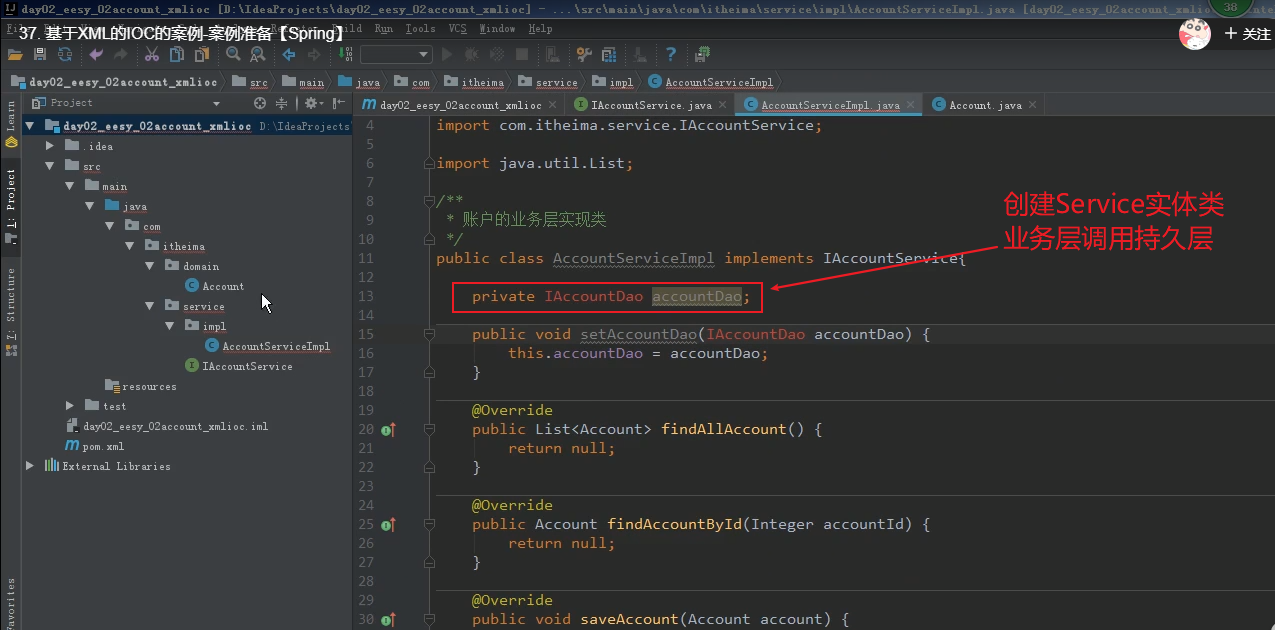 day02_eesy_02account_xmlioc [D:\IdeaProjects\day02_eesy_02account_xmlioc] - ...\src\main\java\com\itheima\service\impl\AccountServiceImpl.java [day02_eesy_02account_xmlioc]
38
37. 基于XML的IOC的案例-案例准备【Spring】
Run Tools VCS Window Help
+ 关注
day02_eesy_02account_xmlioc src main java com itheima service impl AccountServiceImpl
Project
day02_eesy_02account_xmlioc IAccountService.java AccountServiceImpl.java Account.java
Learn
1: Project
7: Structure
Favorites
day02_eesy_02account_xmlioc D:\IdeaProjects
.idea
src
main
java
com
itheima
domain
Account
service
impl
AccountServiceImpl
IAccountService
resources
test
day02_eesy_02account_xmlioc.iml
pom.xml
External Libraries
4 import com.itheima.service.IAccountService;
5
6 import java.util.List;
7
8 /**
9 * 账户的业务层实现类
10 */
11 public class AccountServiceImpl implements IAccountService{
12
13 private IAccountDao accountDao;
14
15 public void setAccountDao(IAccountDao accountDao) {
16 this.accountDao = accountDao;
17 }
18
19 @Override
20 public List<Account> findAllAccount() {
21 return null;
22 }
23
24 @Override
25 public Account findAccountById(Integer accountId) {
26 return null;
27 }
28
29 @Override
30 public void saveAccount(Account account) {
创建Service实体类
业务层调用持久层